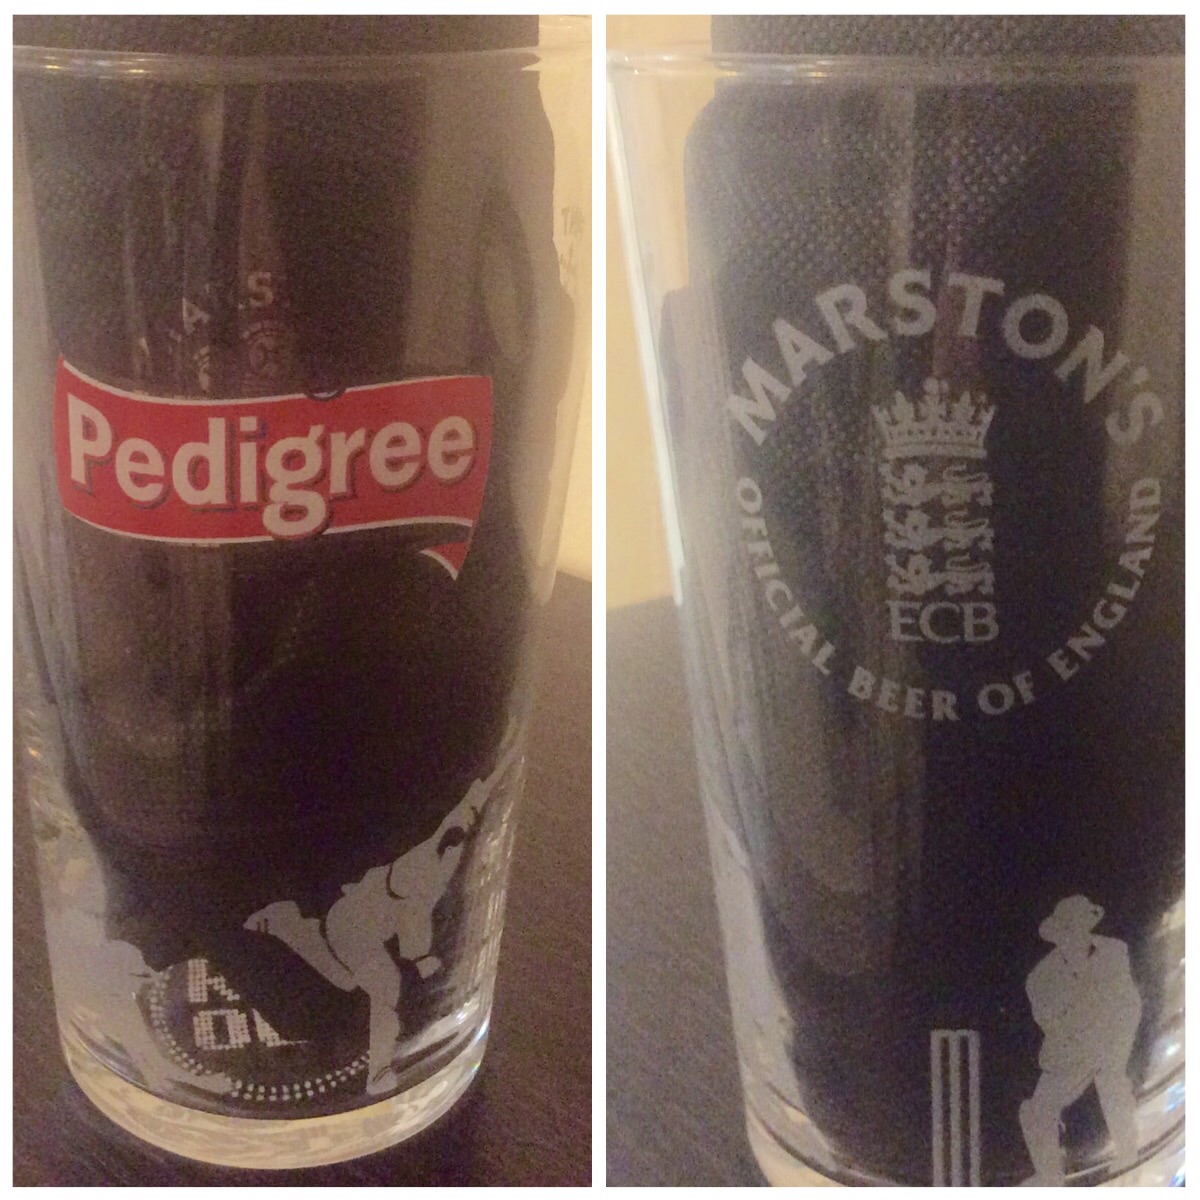 Pedigree
MARSTON'S
ECB
OFFICIAL BEER OF ENGLAND